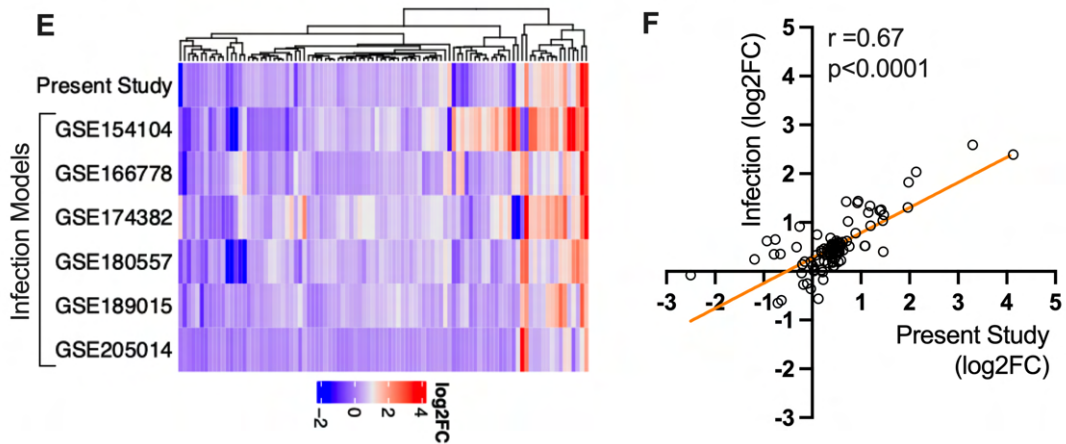 E
Present Study
Infection Models
GSE154104
GSE166778
GSE174382
GSE180557
GSE189015
GSE205014
-2
0
2
4
log2FC
F
r =0.67
p<0.0001
Infection (log2FC)
5
4
3
2
1
-1
-2
-3
-3
-2
-1
1
2
3
4
5
Present Study
(log2FC)